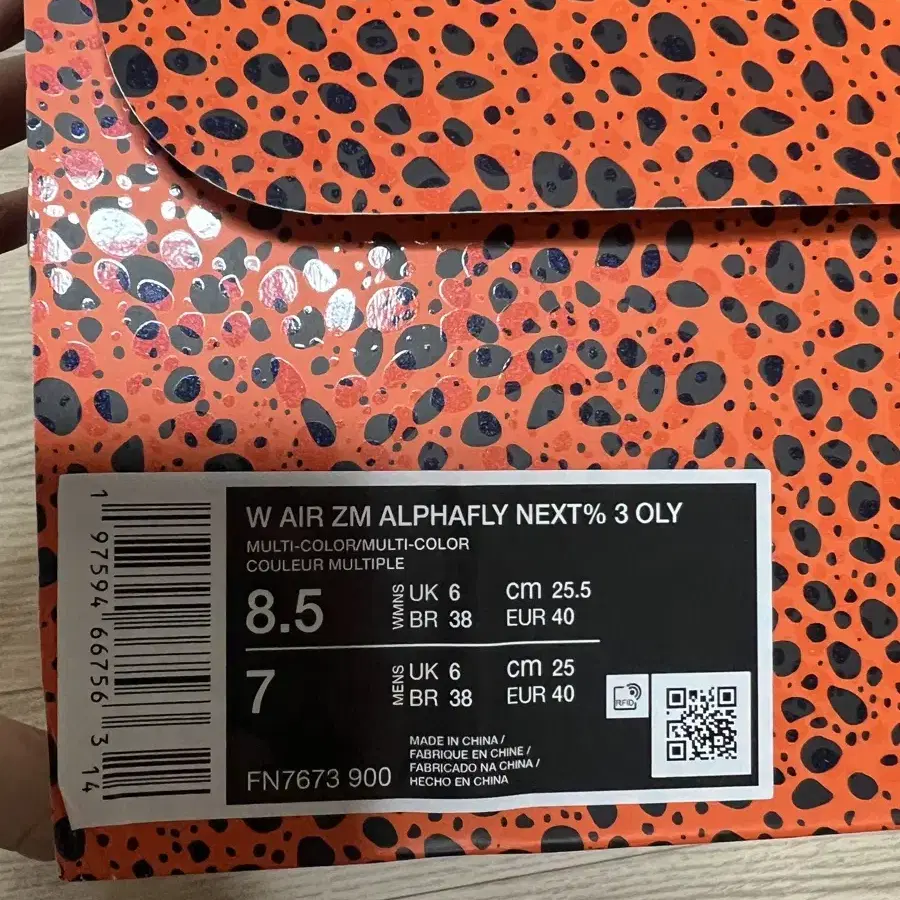 W AIR ZM ALPHAFLY NEXT% 3 OLY
MULTI-COLOR/MULTI-COLOR
COULEUR MULTIPLE
8.5
WMNS
UK 6 CM 25.5
BR 38 EUR 40
7
MENS
UK 6 CM 25
BR 38 EUR 40
RFID
FN7673 900
MADE IN CHINA /
FABRIQUE EN CHINE /
FABRICADO NA CHINA /
HECHO EN CHINA
1 97594 66756 3 14